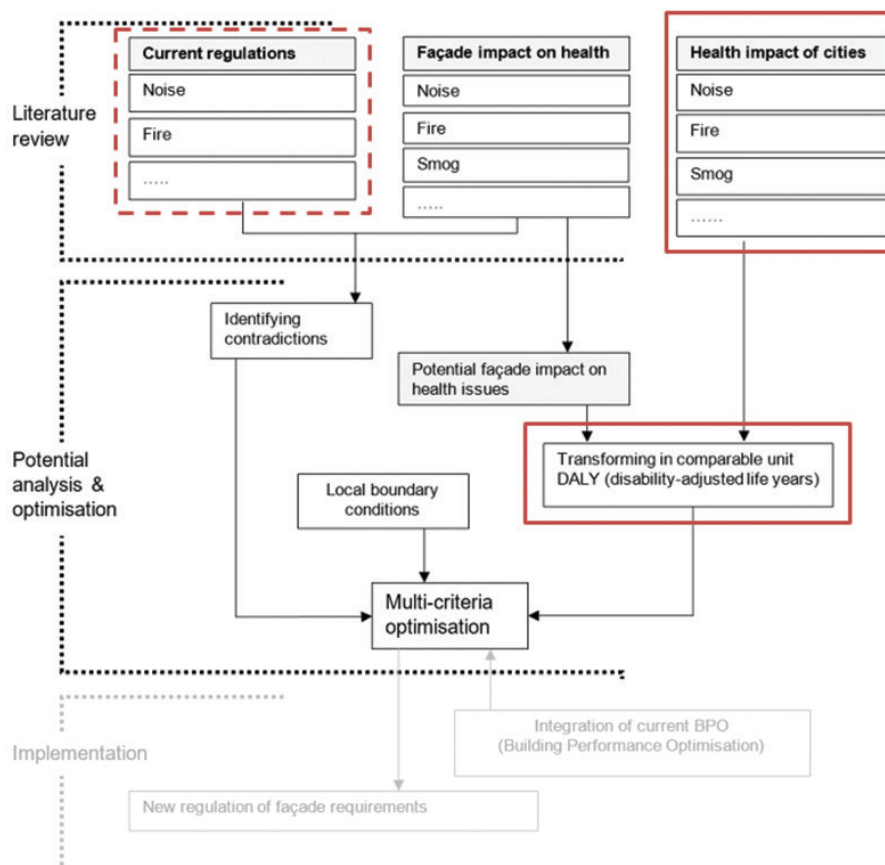 Current regulations
Noise
Fire
.....
Façade impact on health
Noise
Fire
Smog
.....
Health impact of cities
Noise
Fire
Smog
......
Literature
review
Identifying
contradictions
Potential façade impact on
health issues
Transforming in comparable unit
DALY (disability-adjusted life years)
Potential
analysis &
optimisation
Local boundary
conditions
Multi-criteria
optimisation
Implementation
Integration of current BPO
(Building Performance Optimisation)
New regulation of façade requirements